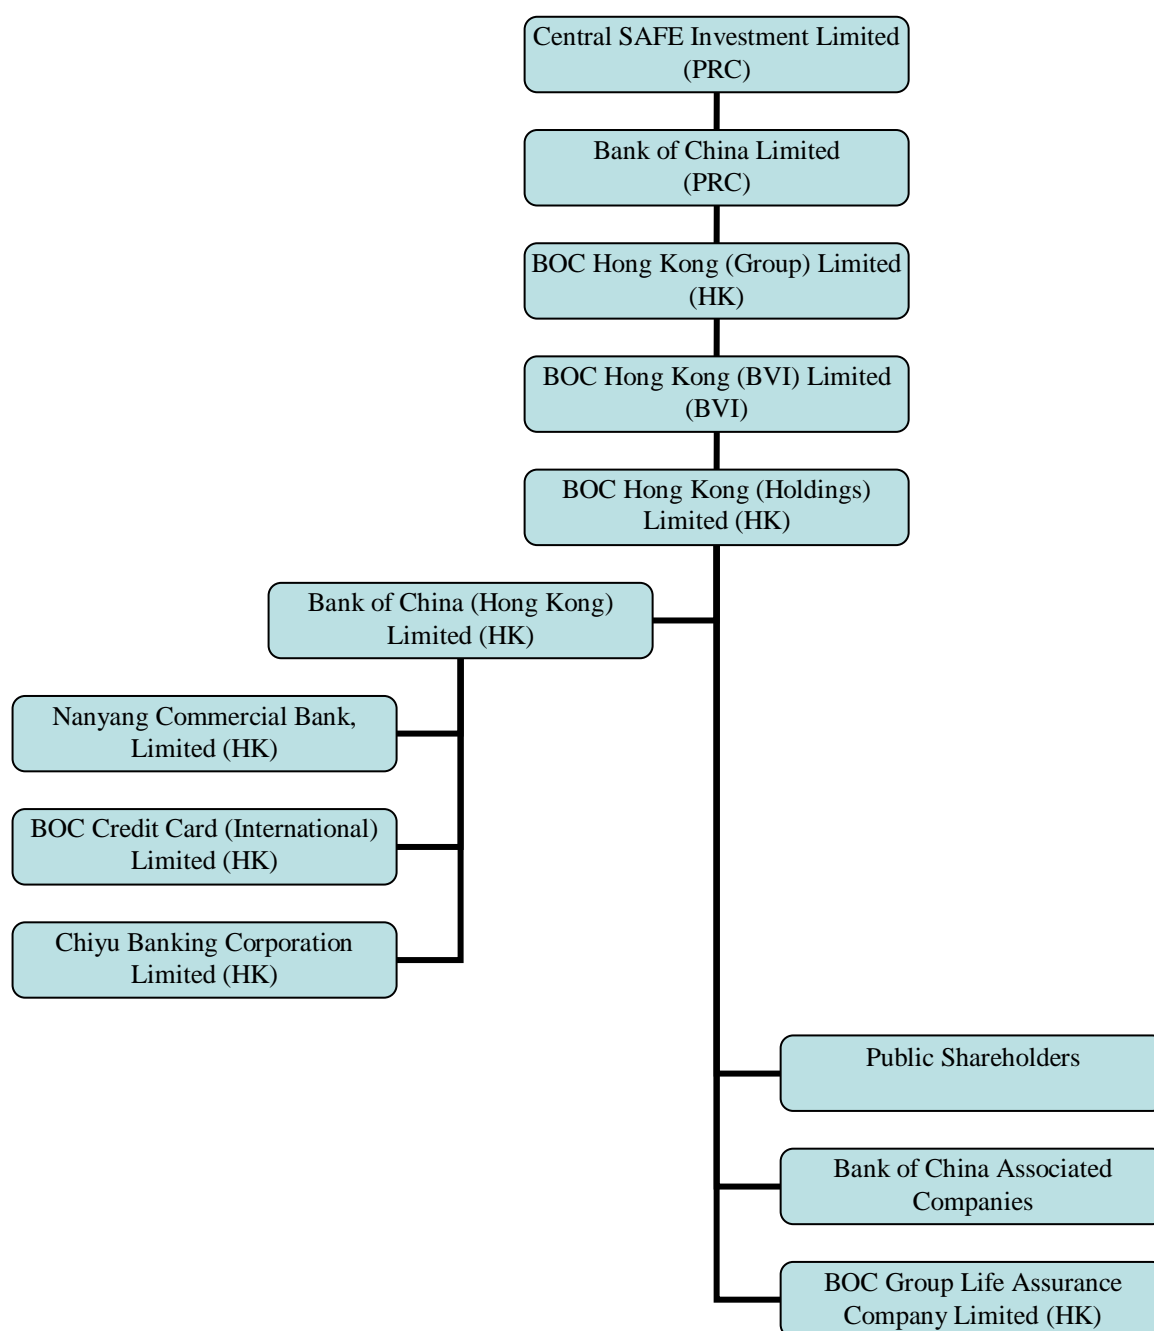 Central SAFE Investment Limited
(PRC)
Bank of China Limited
(PRC)
BOC Hong Kong (Group) Limited
(HK)
BOC Hong Kong (BVI) Limited
(BVI)
BOC Hong Kong (Holdings)
Limited (HK)
Bank of China (Hong Kong)
Limited (HK)
Nanyang Commercial Bank,
Limited (HK)
BOC Credit Card (International)
Limited (HK)
Chiyu Banking Corporation
Limited (HK)
Public Shareholders
Bank of China Associated
Companies
BOC Group Life Assurance
Company Limited (HK)